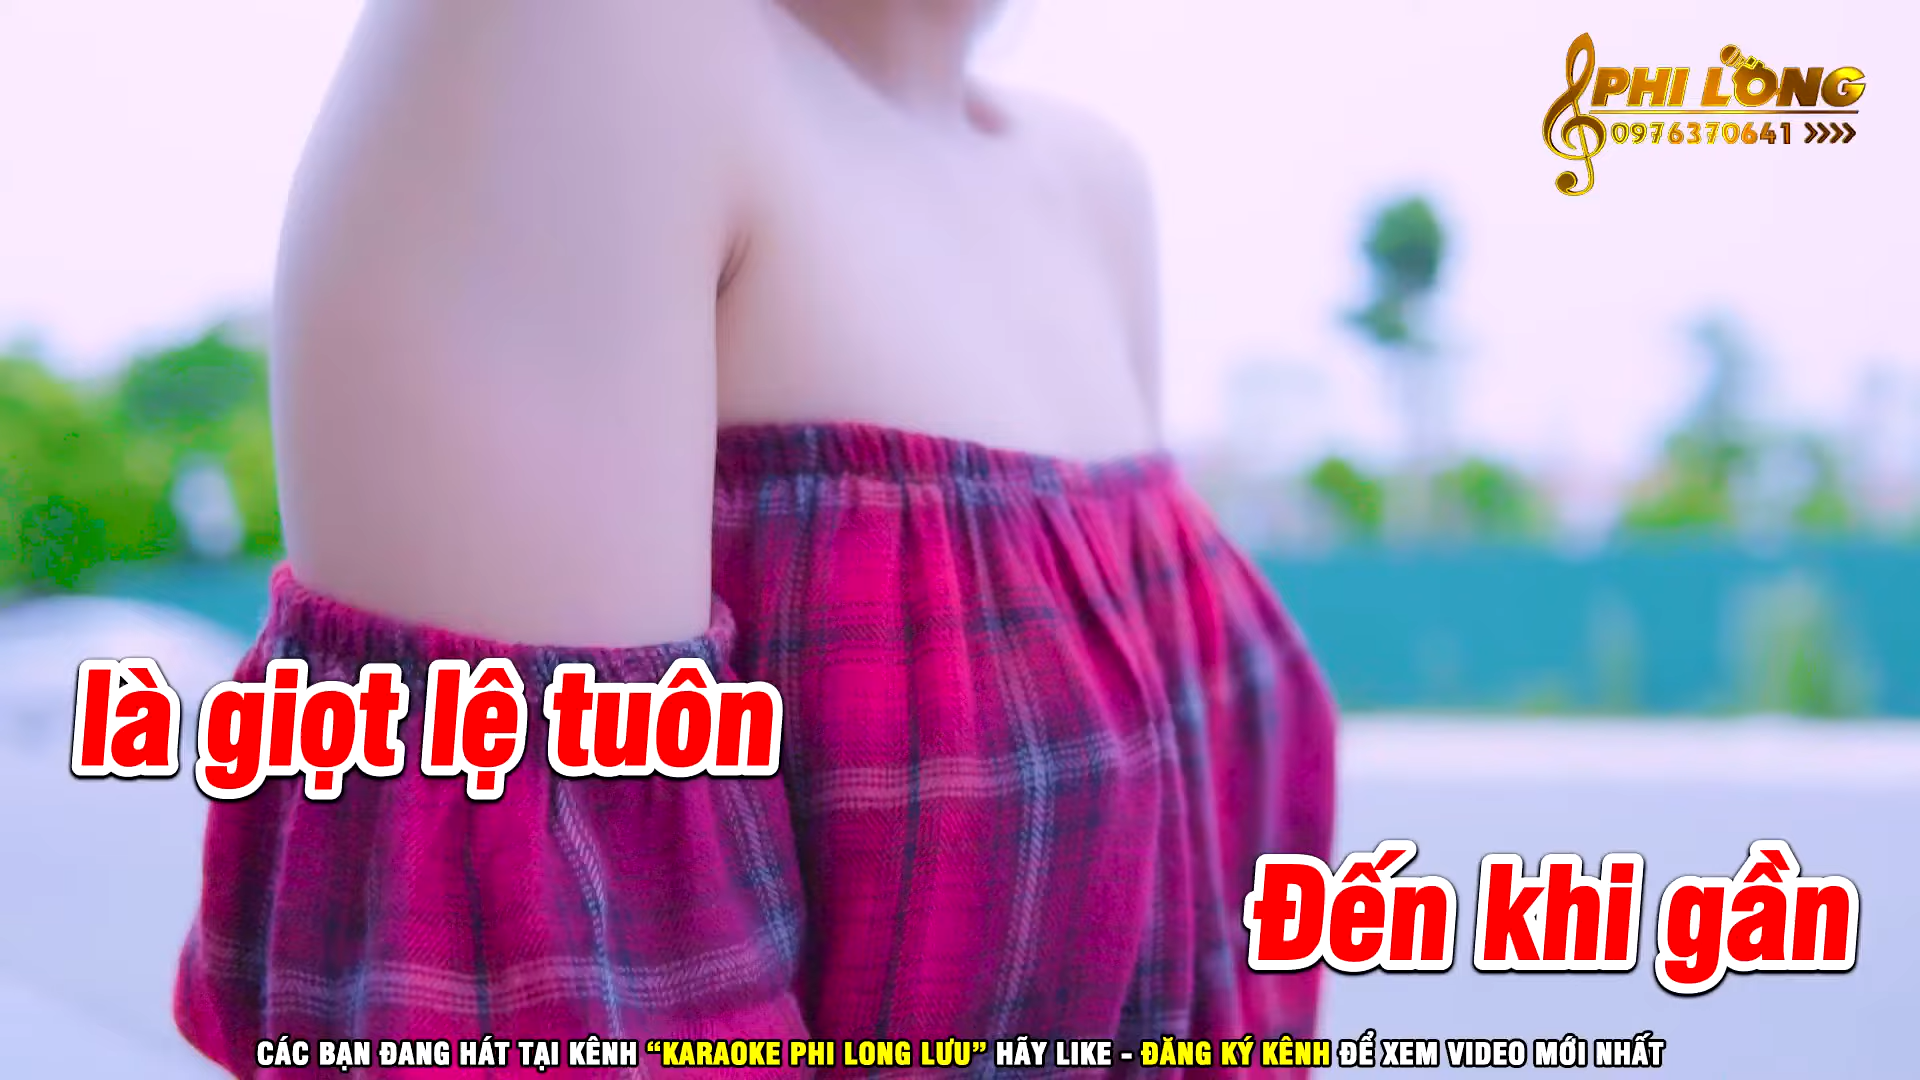 PHI LONG
0976370641 >>>>
là giọt lệ tuôn
Đến khi gần
CÁC BẠN ĐANG HÁT TẠI KÊNH “KARAOKE PHI LONG LƯU” HÃY LIKE - ĐĂNG KÝ KÊNH ĐỂ XEM VIDEO MỚI NHẤT